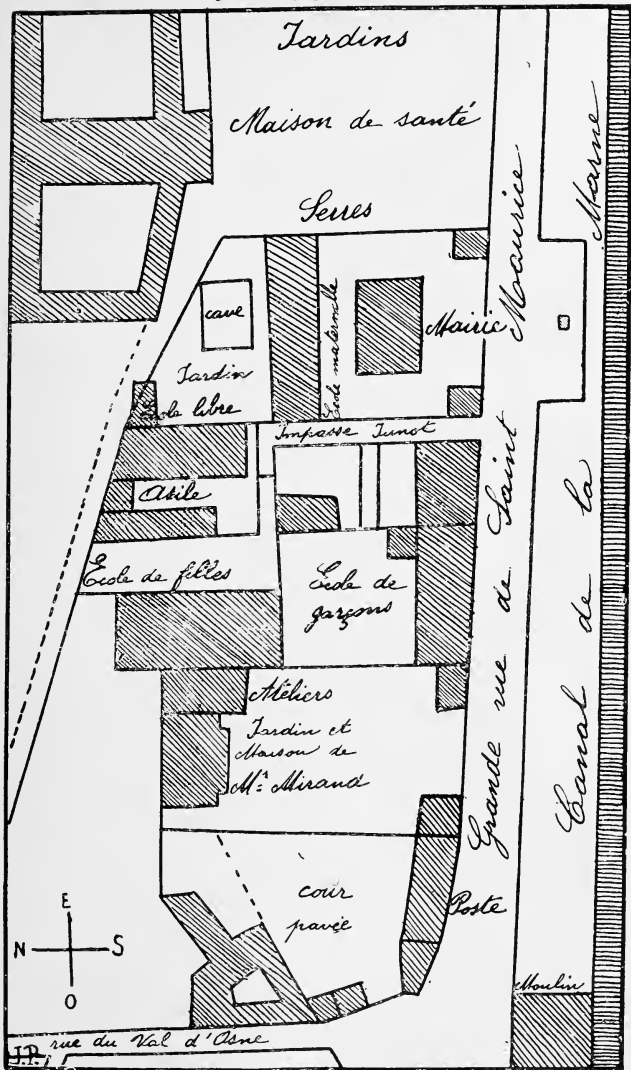 Jardins
Maison de santé
Serres
cave
École maternelle
Mairie
Jardin
École libre
Impasse Junot
Asile
École de filles
École de
garçons
Atéliers
Jardin et
Maison de
Mr Mirand
cour
pavée
Poste
Grande rue de Saint Maurice
Canal de la Marne
Moulin
E
N
S
O
rue du Val d'Osne
J.P.